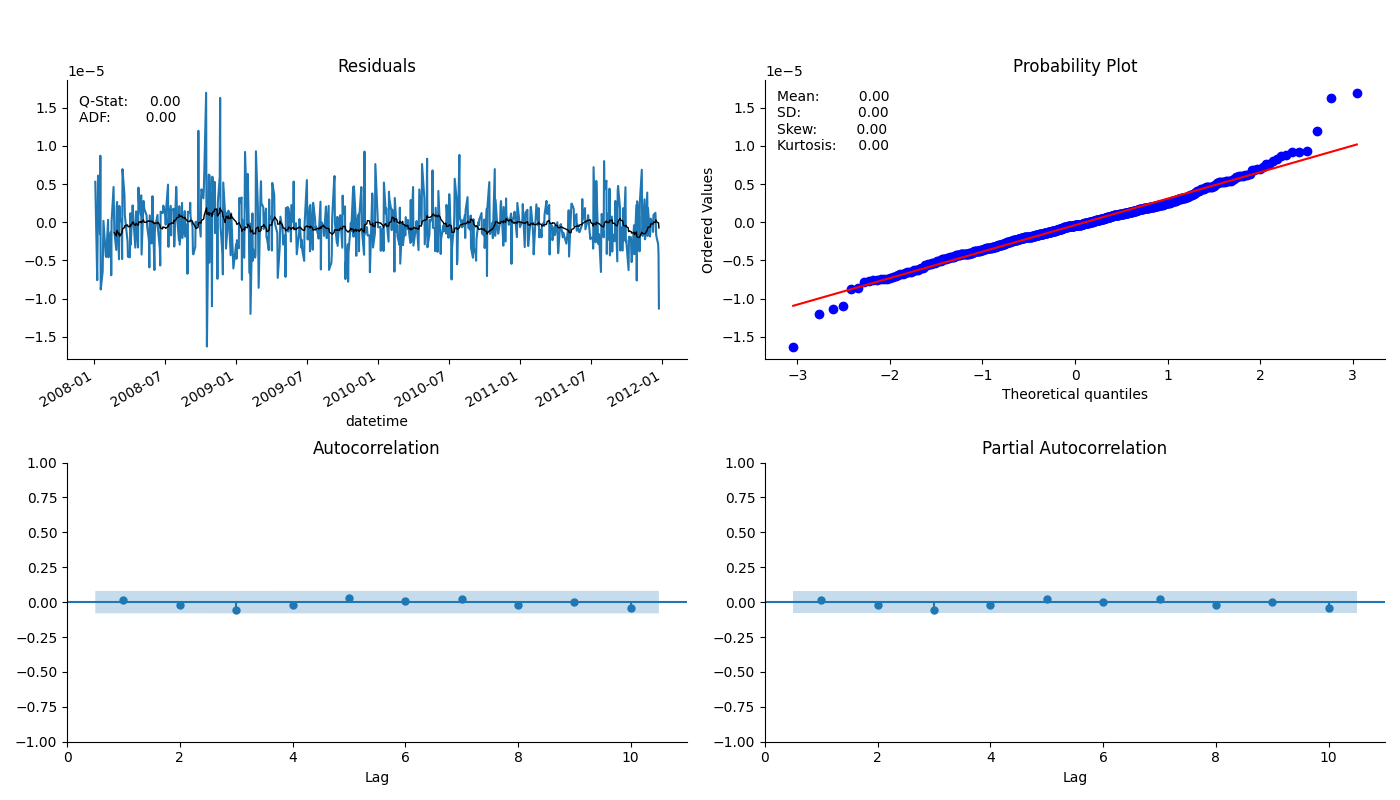 Residuals
1e−5
Q-Stat: 0.00
ADF: 0.00
1.5
1.0
0.5
0.0
−0.5
−1.0
−1.5
2008-01 2008-07 2009-01 2009-07 2010-01 2010-07 2011-01 2011-07 2012-01
datetime
Probability Plot
1e−5
Mean: 0.00
SD: 0.00
Skew: 0.00
Kurtosis: 0.00
Ordered Values
1.5
1.0
0.5
0.0
−0.5
−1.0
−1.5
−3 −2 −1 0 1 2 3
Theoretical quantiles
Autocorrelation
1.00
0.75
0.50
0.25
0.00
−0.25
−0.50
−0.75
−1.00
0 2 4 6 8 10
Lag
Partial Autocorrelation
1.00
0.75
0.50
0.25
0.00
−0.25
−0.50
−0.75
−1.00
0 2 4 6 8 10
Lag